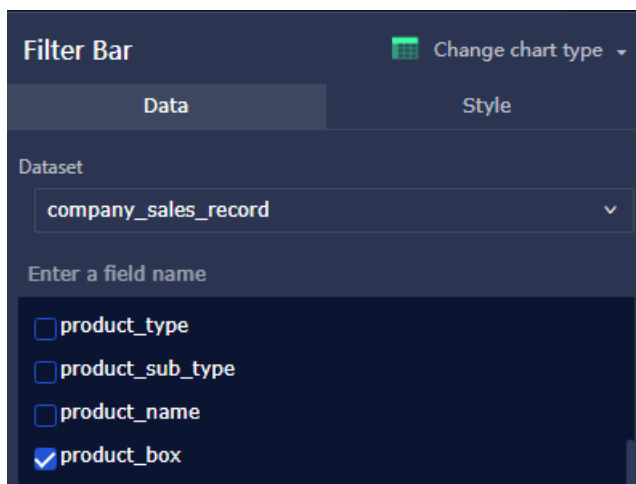 Filter Bar
Change chart type
Data
Style
Dataset
company_sales_record
Enter a field name
product_type
product_sub_type
product_name
product_box